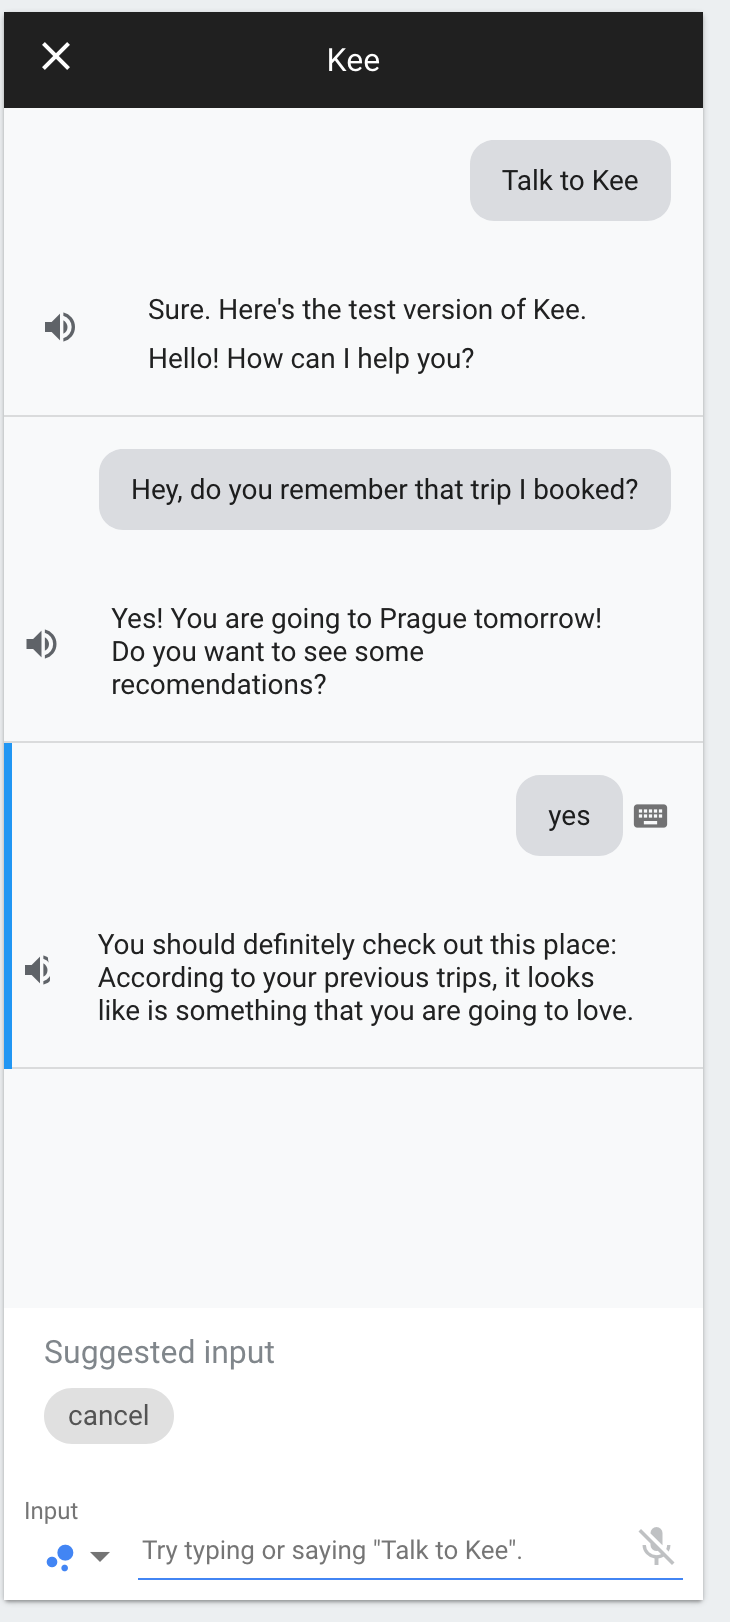 Kee
Talk to Kee
Sure. Here's the test version of Kee.
Hello! How can I help you?
Hey, do you remember that trip I booked?
Yes! You are going to Prague tomorrow!
Do you want to see some
recomendations?
yes
You should definitely check out this place:
According to your previous trips, it looks
like is something that you are going to love.
Suggested input
cancel
Input
Try typing or saying "Talk to Kee".